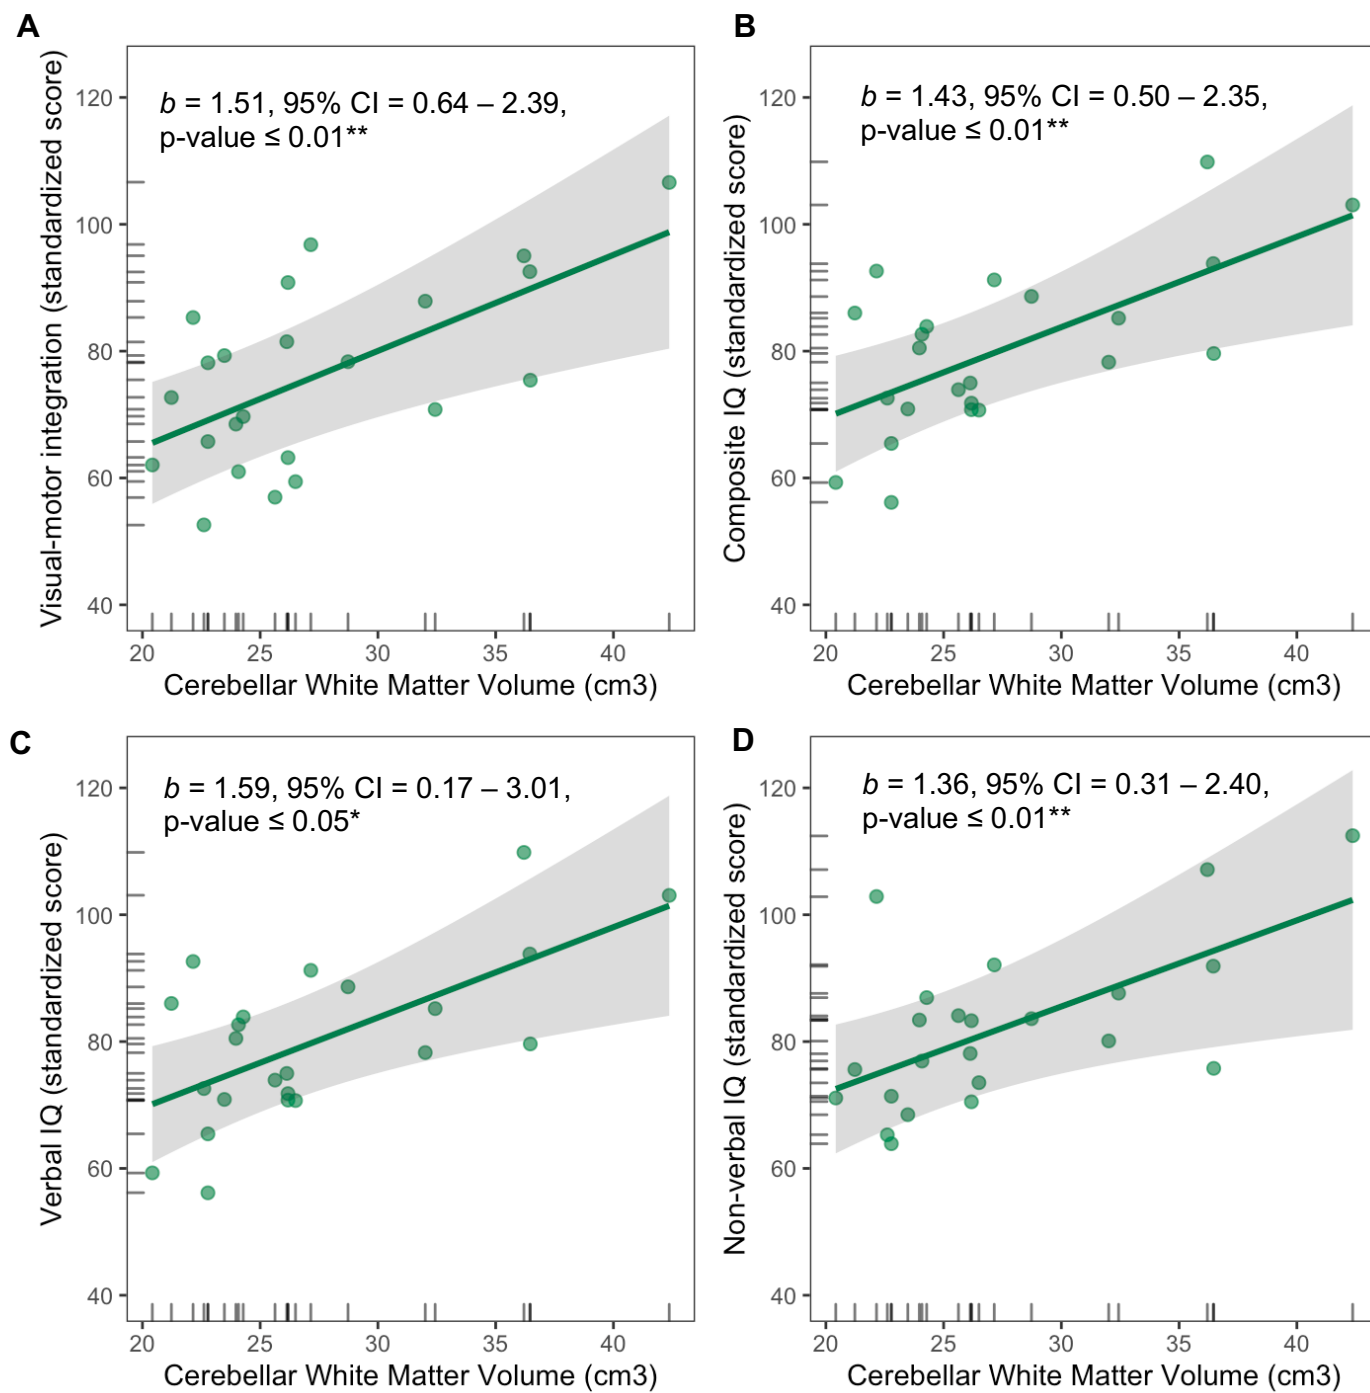 A
Visual-motor integration (standardized score)
b = 1.51, 95% CI = 0.64 – 2.39,
p-value ≤ 0.01**
120
100
80
60
40
20 25 30 35 40
Cerebellar White Matter Volume (cm3)
B
Composite IQ (standardized score)
b = 1.43, 95% CI = 0.50 – 2.35,
p-value ≤ 0.01**
120
100
80
60
40
20 25 30 35 40
Cerebellar White Matter Volume (cm3)
C
Verbal IQ (standardized score)
b = 1.59, 95% CI = 0.17 – 3.01,
p-value ≤ 0.05*
120
100
80
60
40
20 25 30 35 40
Cerebellar White Matter Volume (cm3)
D
Non-verbal IQ (standardized score)
b = 1.36, 95% CI = 0.31 – 2.40,
p-value ≤ 0.01**
120
100
80
60
40
20 25 30 35 40
Cerebellar White Matter Volume (cm3)